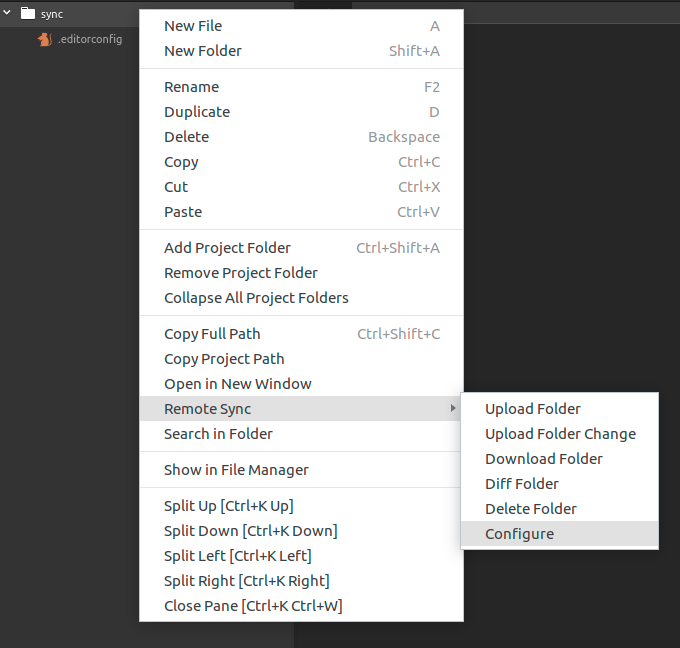 sync
.editorconfig
New File A
New Folder Shift+A
Rename F2
Duplicate D
Delete Backspace
Copy Ctrl+C
Cut Ctrl+X
Paste Ctrl+V
Add Project Folder Ctrl+Shift+A
Remove Project Folder
Collapse All Project Folders
Copy Full Path Ctrl+Shift+C
Copy Project Path
Open in New Window
Remote Sync
Search in Folder
Show in File Manager
Split Up [Ctrl+K Up]
Split Down [Ctrl+K Down]
Split Left [Ctrl+K Left]
Split Right [Ctrl+K Right]
Close Pane [Ctrl+K Ctrl+W]
Upload Folder
Upload Folder Change
Download Folder
Diff Folder
Delete Folder
Configure